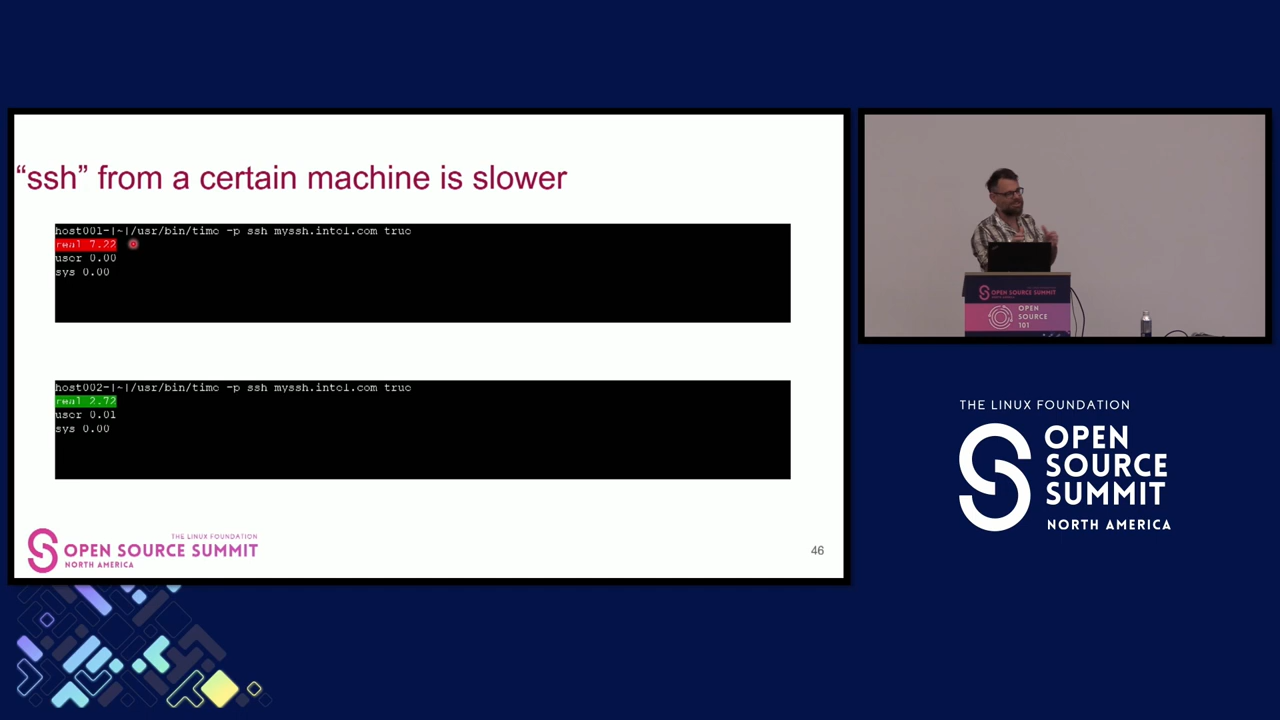 “ssh” from a certain machine is slower
host001-|~|/usr/bin/time -p ssh myssh.intel.com true
real 7.22
user 0.00
sys 0.00
host002-|~|/usr/bin/time -p ssh myssh.intel.com true
real 2.72
user 0.01
sys 0.00
THE LINUX FOUNDATION
OPEN SOURCE SUMMIT
NORTH AMERICA
46
OPEN SOURCE SUMMIT
OPEN
SOURCE
101
THE LINUX FOUNDATION
OPEN
SOURCE
SUMMIT
NORTH AMERICA